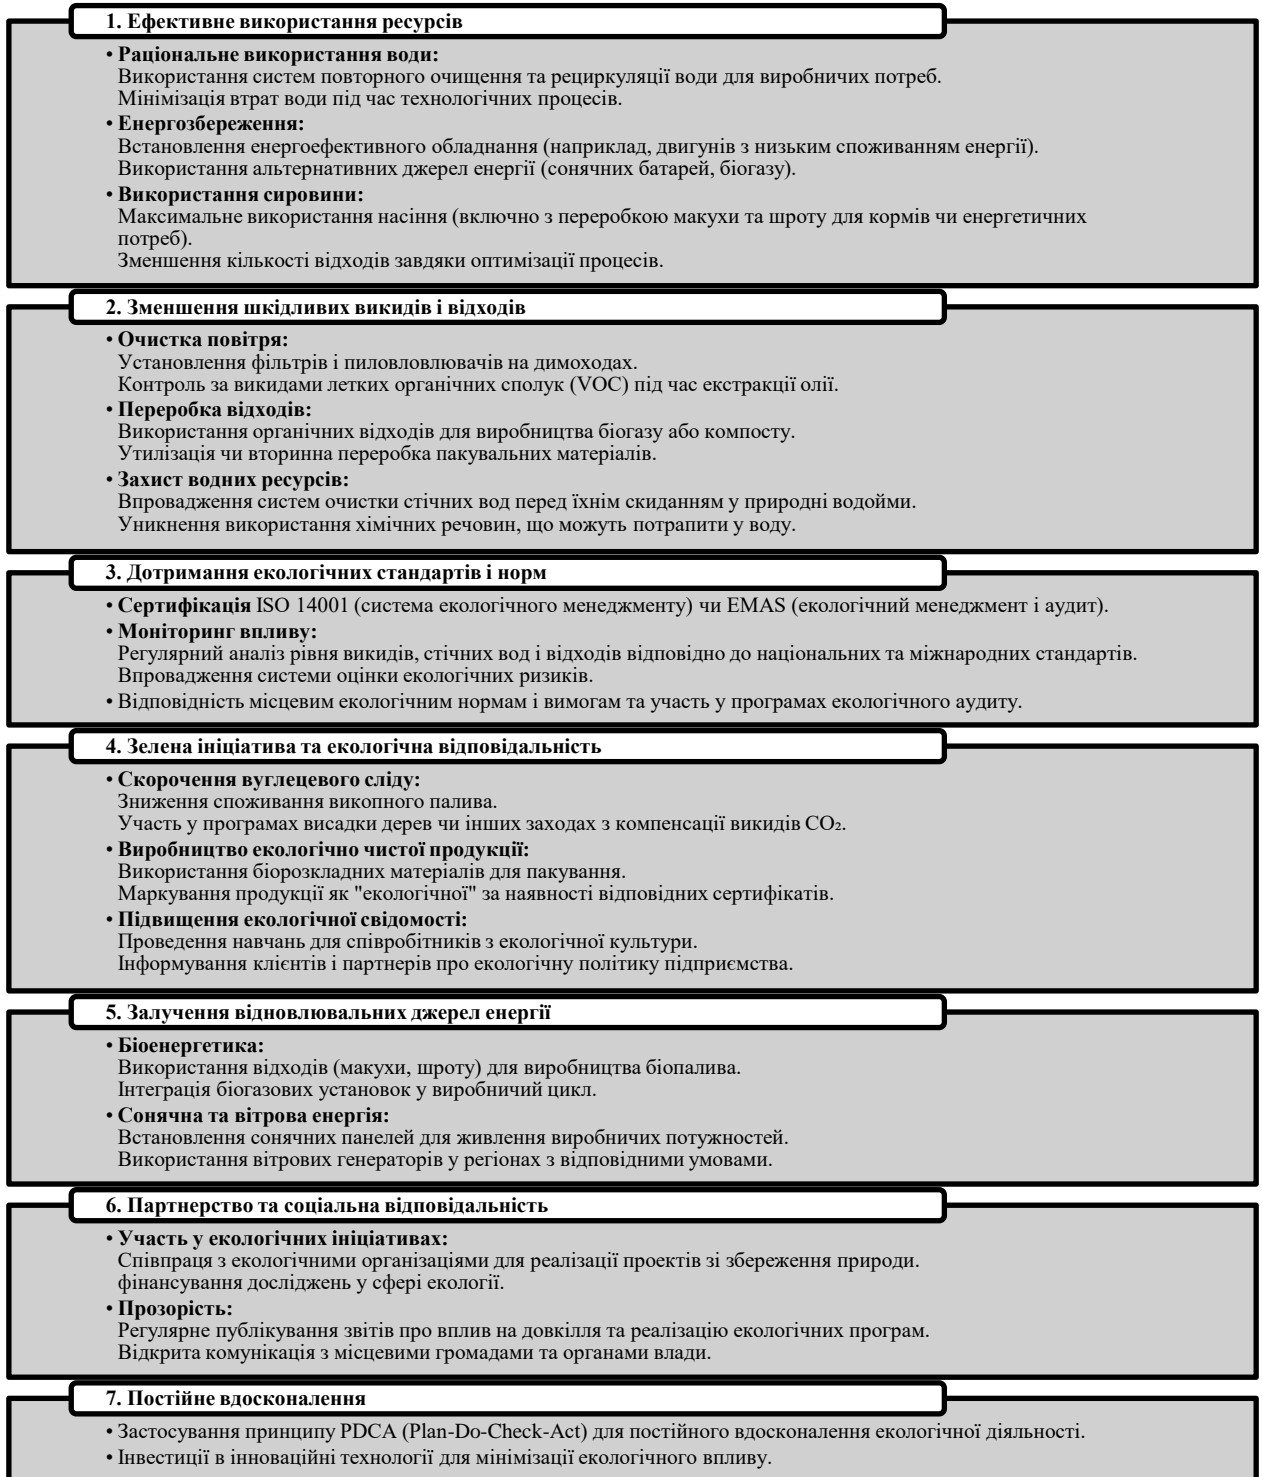 1. Ефективне використання ресурсів
• Раціональне використання води:
Використання систем повторного очищення та рециркуляції води для виробничих потреб.
Мінімізація втрат води під час технологічних процесів.
• Енергозбереження:
Встановлення енергоефективного обладнання (наприклад, двигунів з низьким споживанням енергії).
Використання альтернативних джерел енергії (сонячних батарей, біогазу).
• Використання сировини:
Максимальне використання насіння (включно з переробкою макухи та шроту для кормів чи енергетичних
потреб).
Зменшення кількості відходів завдяки оптимізації процесів.
2. Зменшення шкідливих викидів і відходів
• Очистка повітря:
Установлення фільтрів і пиловловлювачів на димоходах.
Контроль за викидами летких органічних сполук (VOC) під час екстракції олії.
• Переробка відходів:
Використання органічних відходів для виробництва біогазу або компосту.
Утилізація чи вторинна переробка пакувальних матеріалів.
• Захист водних ресурсів:
Впровадження систем очистки стічних вод перед їхнім скиданням у природні водойми.
Уникнення використання хімічних речовин, що можуть потрапити у воду.
3. Дотримання екологічних стандартів і норм
• Сертифікація ISO 14001 (система екологічного менеджменту) чи EMAS (екологічний менеджмент і аудит).
• Моніторинг впливу:
Регулярний аналіз рівня викидів, стічних вод і відходів відповідно до національних та міжнародних стандартів.
Впровадження системи оцінки екологічних ризиків.
• Відповідність місцевим екологічним нормам і вимогам та участь у програмах екологічного аудиту.
4. Зелена ініціатива та екологічна відповідальність
• Скорочення вуглецевого сліду:
Зниження споживання викопного палива.
Участь у програмах висадки дерев чи інших заходах з компенсації викидів CO₂.
• Виробництво екологічно чистої продукції:
Використання біорозкладних матеріалів для пакування.
Маркування продукції як "екологічної" за наявності відповідних сертифікатів.
• Підвищення екологічної свідомості:
Проведення навчань для співробітників з екологічної культури.
Інформування клієнтів і партнерів про екологічну політику підприємства.
5. Залучення відновлювальних джерел енергії
• Біоенергетика:
Використання відходів (макухи, шроту) для виробництва біопалива.
Інтеграція біогазових установок у виробничий цикл.
• Сонячна та вітрова енергія:
Встановлення сонячних панелей для живлення виробничих потужностей.
Використання вітрових генераторів у регіонах з відповідними умовами.
6. Партнерство та соціальна відповідальність
• Участь у екологічних ініціативах:
Співпраця з екологічними організаціями для реалізації проектів зі збереження природи.
фінансування досліджень у сфері екології.
• Прозорість:
Регулярне публікування звітів про вплив на довкілля та реалізацію екологічних програм.
Відкрита комунікація з місцевими громадами та органами влади.
7. Постійне вдосконалення
• Застосування принципу PDCA (Plan-Do-Check-Act) для постійного вдосконалення екологічної діяльності.
• Інвестиції в інноваційні технології для мінімізації екологічного впливу.